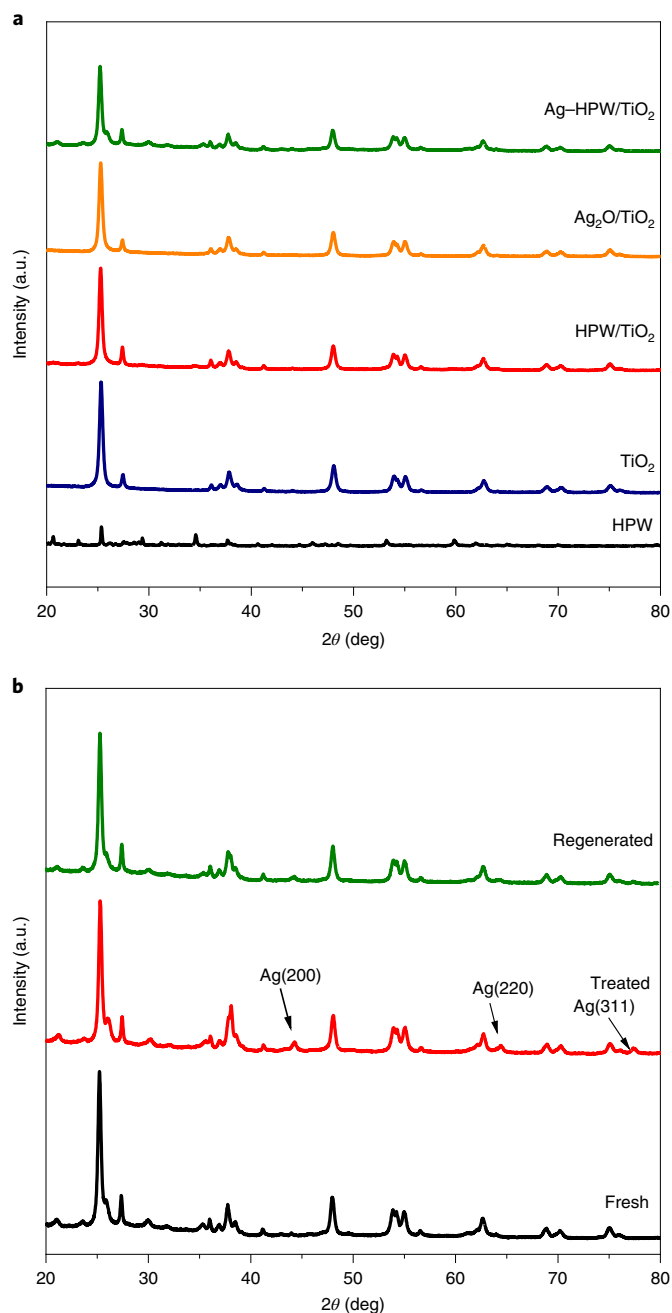 a
Ag–HPW/TiO₂
Ag₂O/TiO₂
HPW/TiO₂
TiO₂
HPW
Intensity (a.u.)
20 30 40 50 60 70 80
2θ (deg)
b
Regenerated
Ag(200)
Ag(220)
Treated
Ag(311)
Fresh
Intensity (a.u.)
20 30 40 50 60 70 80
2θ (deg)